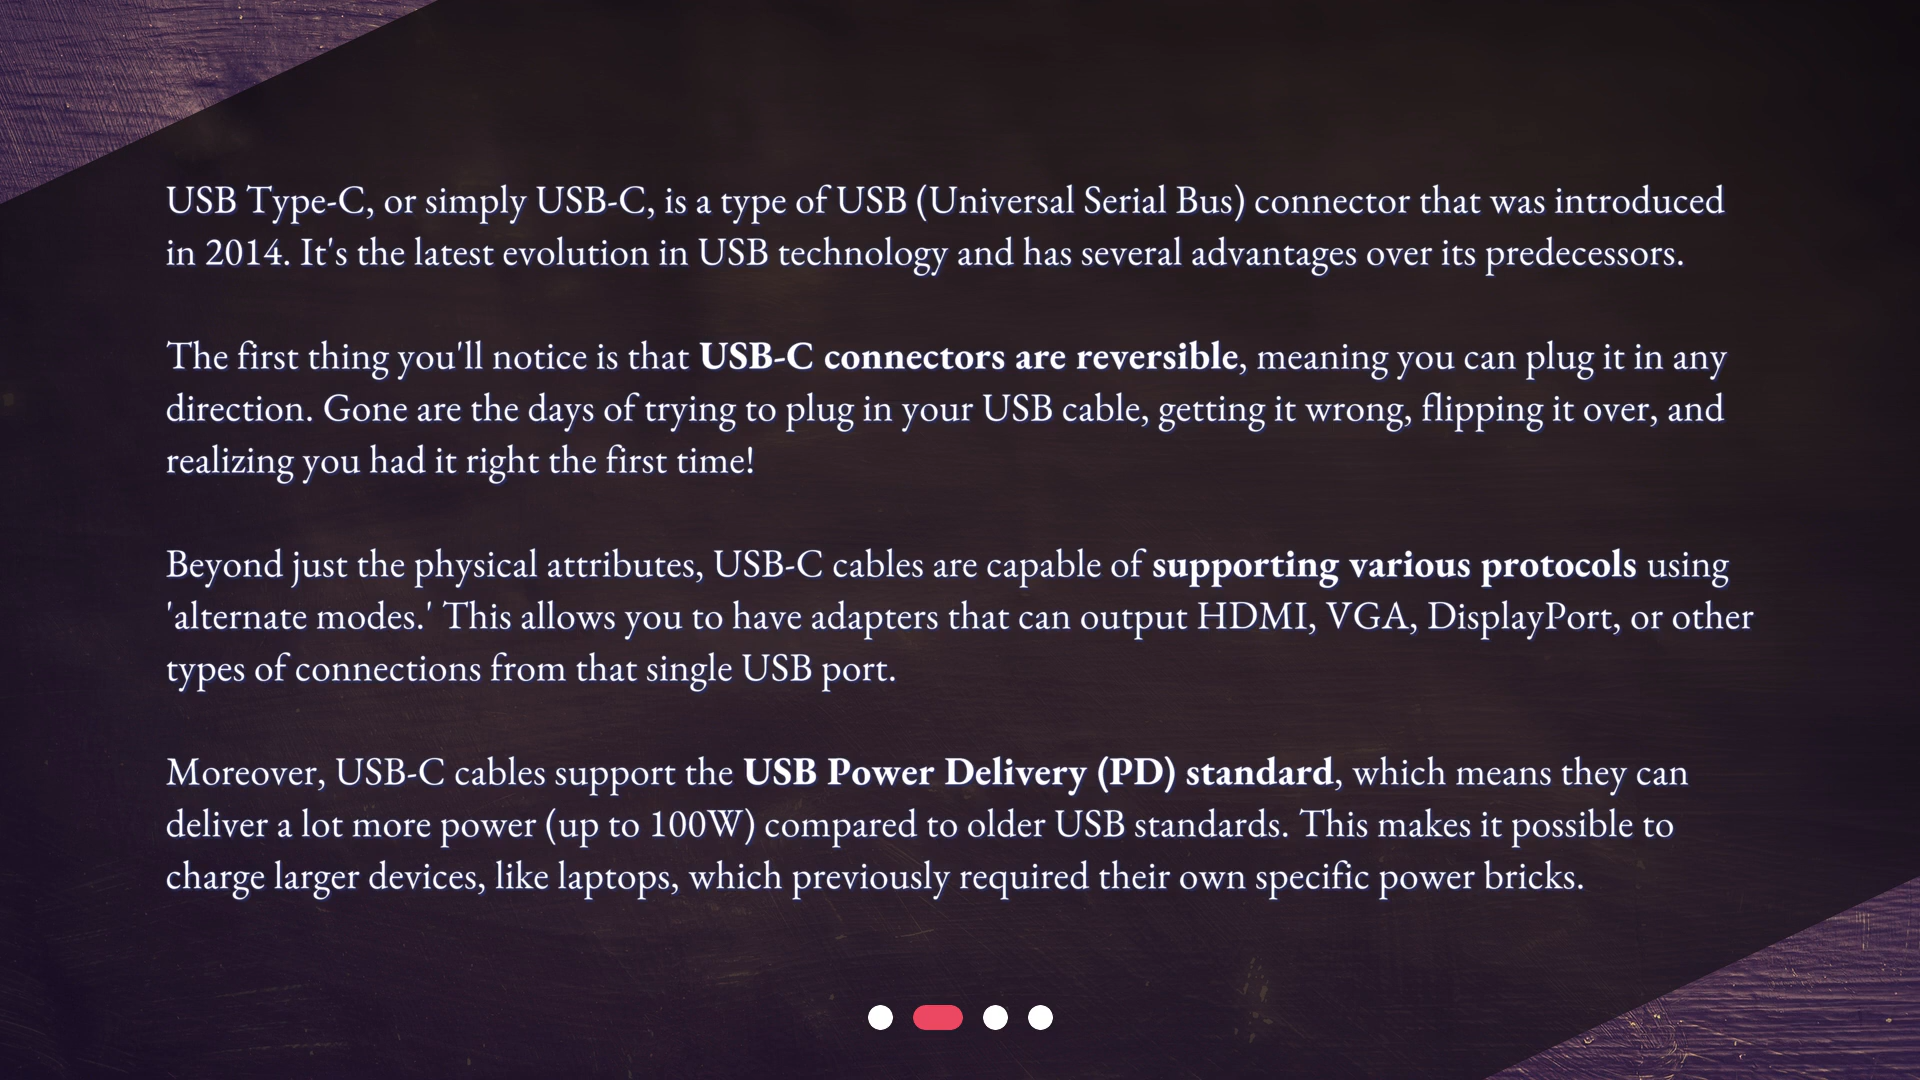 USB Type-C, or simply USB-C, is a type of USB (Universal Serial Bus) connector that was introduced
in 2014. It's the latest evolution in USB technology and has several advantages over its predecessors.
The first thing you'll notice is that USB-C connectors are reversible, meaning you can plug it in any
direction. Gone are the days of trying to plug in your USB cable, getting it wrong, flipping it over, and
realizing you had it right the first time!
Beyond just the physical attributes, USB-C cables are capable of supporting various protocols using
'alternate modes.' This allows you to have adapters that can output HDMI, VGA, DisplayPort, or other
types of connections from that single USB port.
Moreover, USB-C cables support the USB Power Delivery (PD) standard, which means they can
deliver a lot more power (up to 100W) compared to older USB standards. This makes it possible to
charge larger devices, like laptops, which previously required their own specific power bricks.